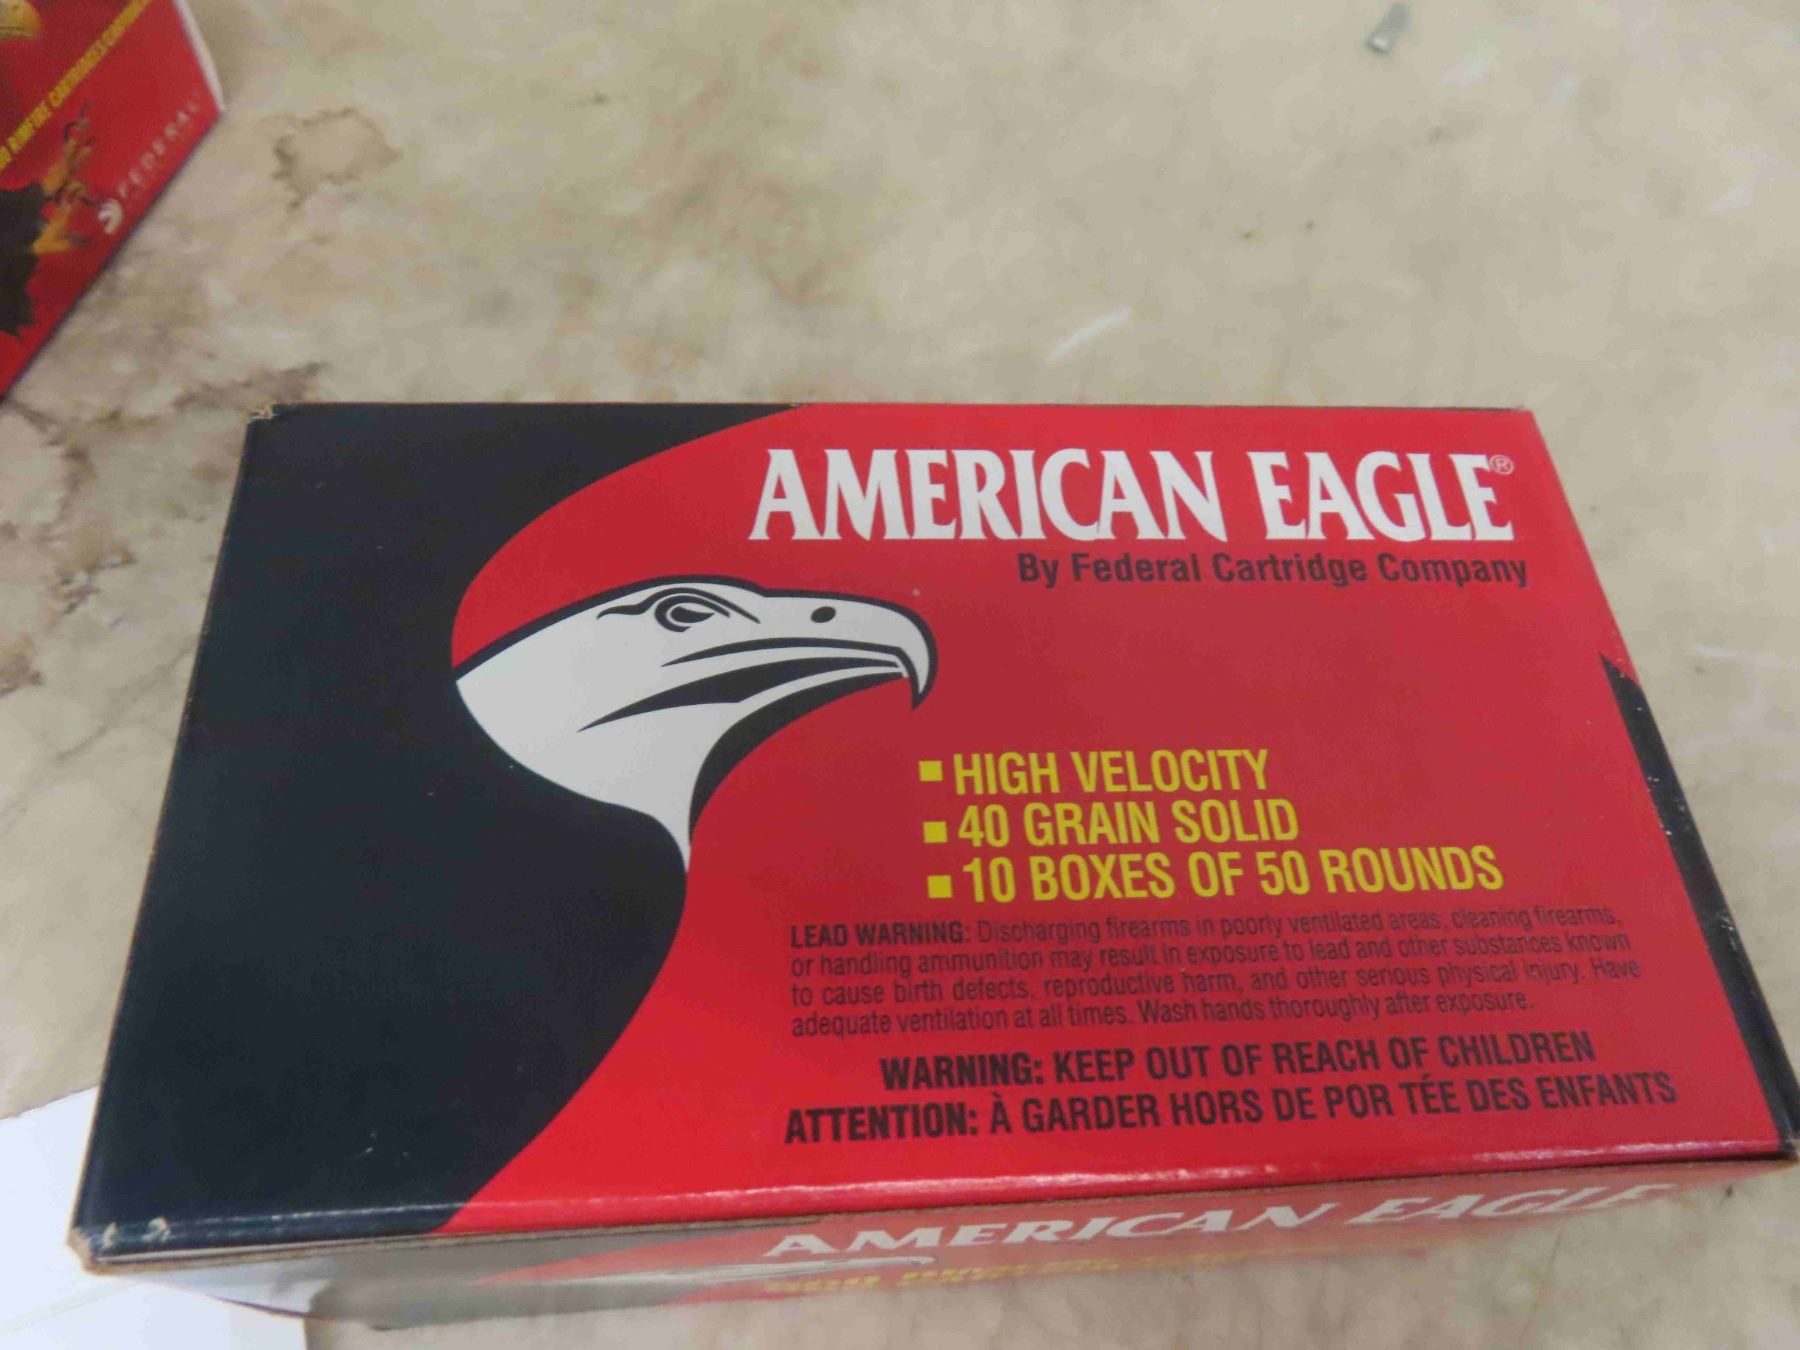 RIMFIRE CARTRIDGES
FEDERAL
AMERICAN EAGLE®
By Federal Cartridge Company
▪ HIGH VELOCITY
▪ 40 GRAIN SOLID
▪ 10 BOXES OF 50 ROUNDS
LEAD WARNING: Discharging firearms in poorly ventilated areas, cleaning firearms,
or handling ammunition may result in exposure to lead and other substances known
to cause birth defects, reproductive harm, and other serious physical injury. Have
adequate ventilation at all times. Wash hands thoroughly after exposure.
WARNING: KEEP OUT OF REACH OF CHILDREN
ATTENTION: À GARDER HORS DE POR TÉE DES ENFANTS
AMERICAN EAGLE